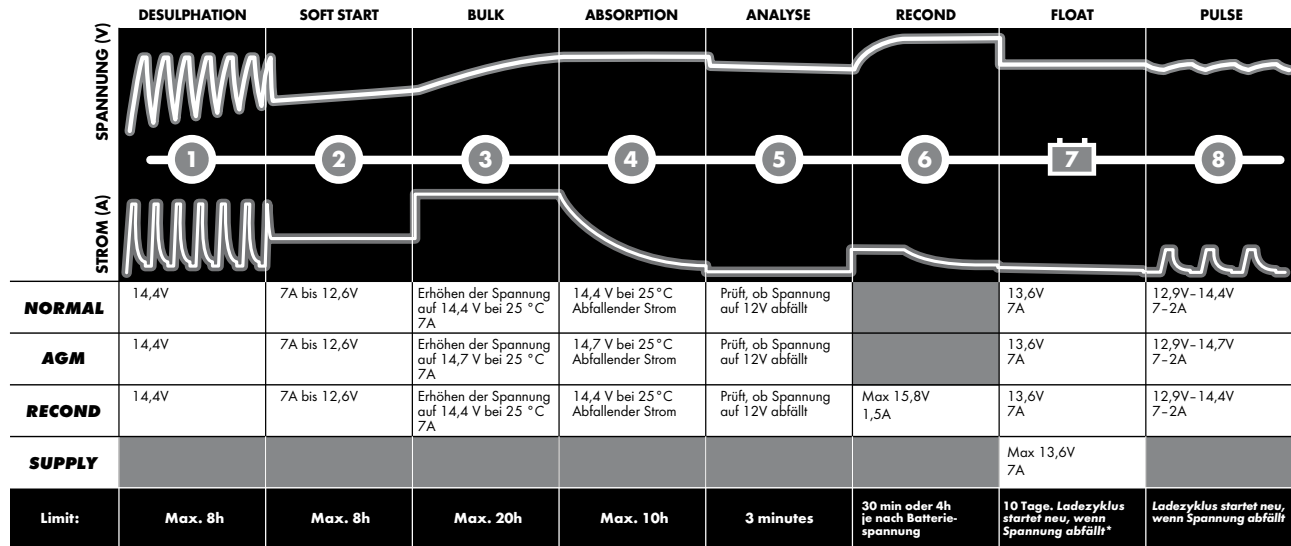 DESULPHATION SOFT START BULK ABSORPTION ANALYSE RECOND FLOAT PULSE
SPANNUNG (V)
1 2 3 4 5 6 7 8
STROM (A)
NORMAL
14,4V
7A bis 12,6V
Erhöhen der Spannung
auf 14,4 V bei 25 °C
7A
14,4 V bei 25°C
Abfallender Strom
Prüft, ob Spannung
auf 12V abfällt
13,6V
7A
12,9V–14,4V
7–2A
AGM
14,4V
7A bis 12,6V
Erhöhen der Spannung
auf 14,7 V bei 25 °C
7A
14,7 V bei 25°C
Abfallender Strom
Prüft, ob Spannung
auf 12V abfällt
13,6V
7A
12,9V–14,7V
7–2A
RECOND
14,4V
7A bis 12,6V
Erhöhen der Spannung
auf 14,4 V bei 25 °C
7A
14,4 V bei 25°C
Abfallender Strom
Prüft, ob Spannung
auf 12V abfällt
Max 15,8V
1,5A
13,6V
7A
12,9V–14,4V
7–2A
SUPPLY
Max 13,6V
7A
Limit:
Max. 8h
Max. 8h
Max. 20h
Max. 10h
3 minutes
30 min oder 4h
je nach Batterie-
spannung
10 Tage. Ladezyklus
startet neu, wenn
Spannung abfällt*
Ladezyklus startet neu,
wenn Spannung abfällt